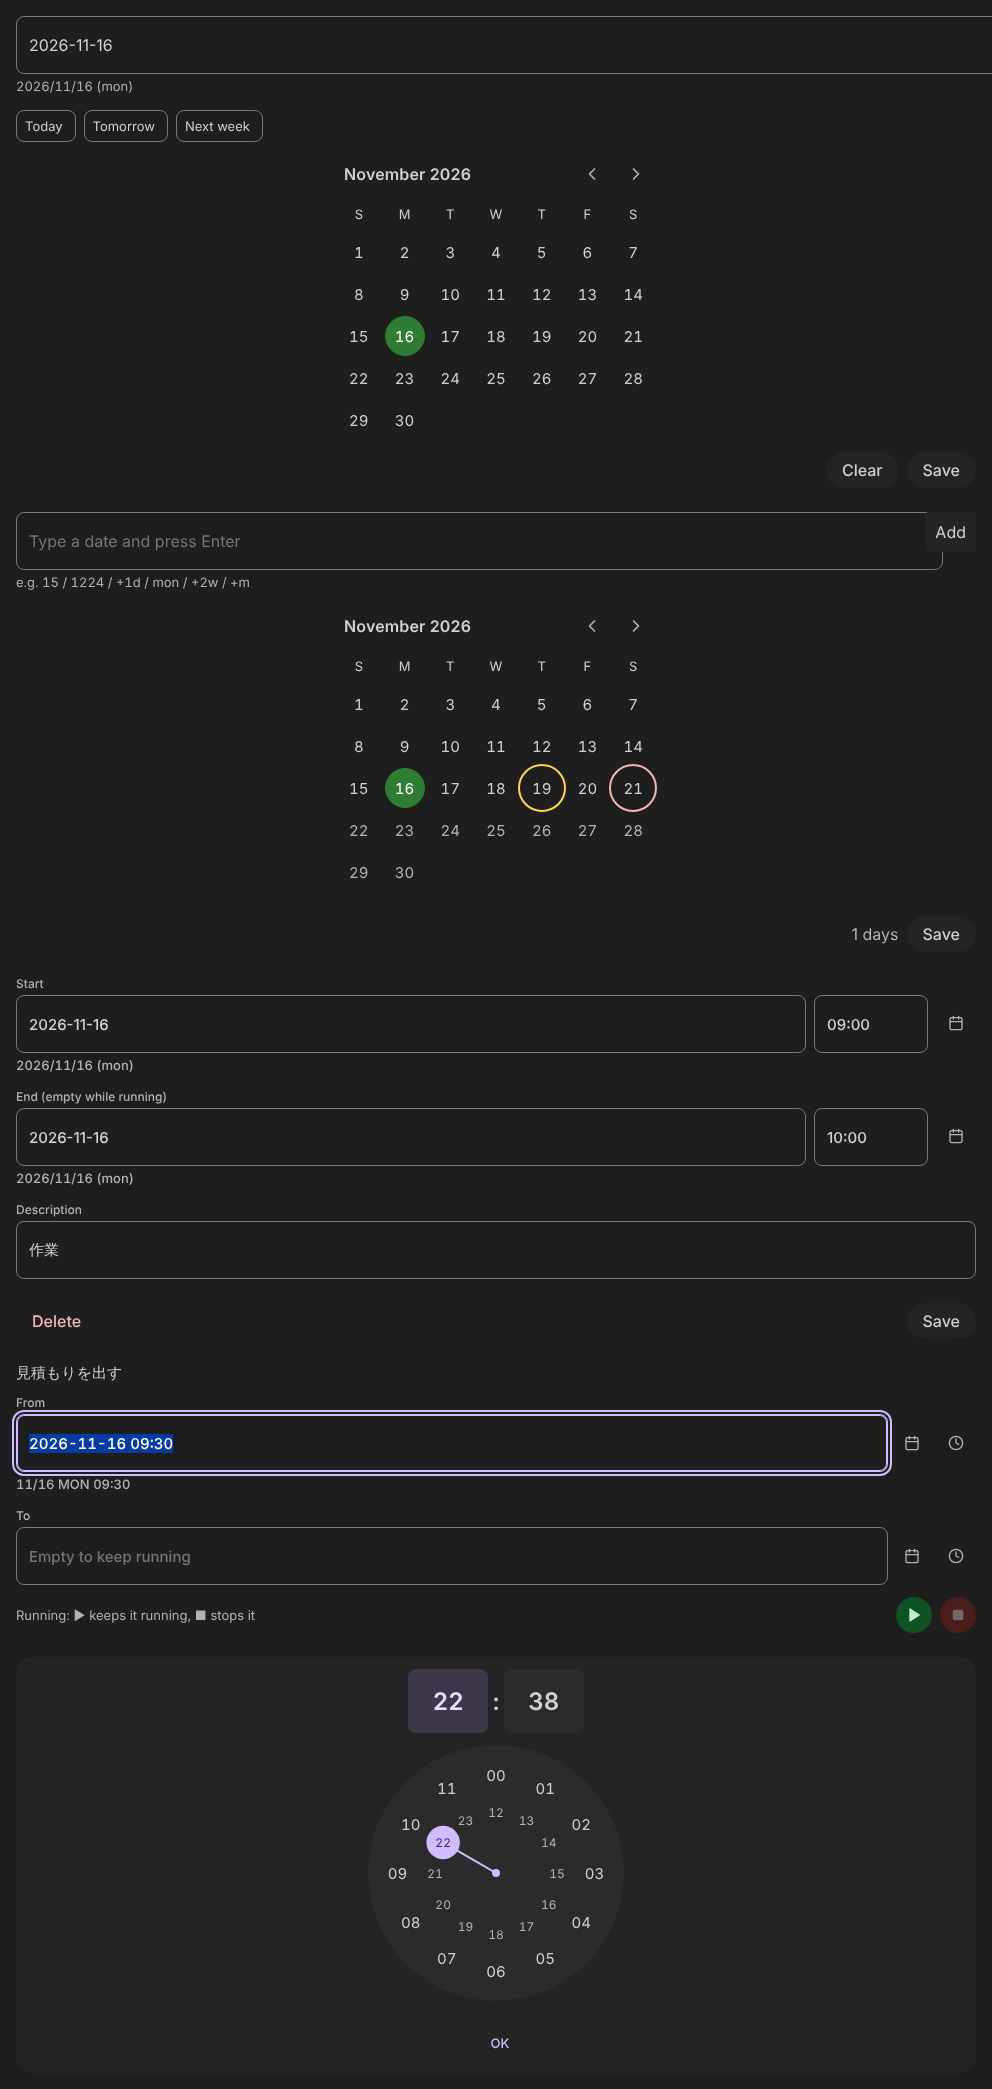 2026-11-16
2026/11/16 (mon)
Today Tomorrow Next week
November 2026
S M T W T F S
1 2 3 4 5 6 7
8 9 10 11 12 13 14
15 16 17 18 19 20 21
22 23 24 25 26 27 28
29 30
Clear Save
Type a date and press Enter Add
e.g. 15 / 1224 / +1d / mon / +2w / +m
November 2026
S M T W T F S
1 2 3 4 5 6 7
8 9 10 11 12 13 14
15 16 17 18 19 20 21
22 23 24 25 26 27 28
29 30
1 days Save
Start
2026-11-16 09:00
2026/11/16 (mon)
End (empty while running)
2026-11-16 10:00
2026/11/16 (mon)
Description
作業
Delete Save
見積もりを出す
From
2026-11-16 09:30
11/16 MON 09:30
To
Empty to keep running
Running: ▶ keeps it running, ■ stops it
22 : 38
00
11 01
12
23 13
10 02
22 14
09 21 15 03
20 16
08 04
19 17
18
07 05
06
OK